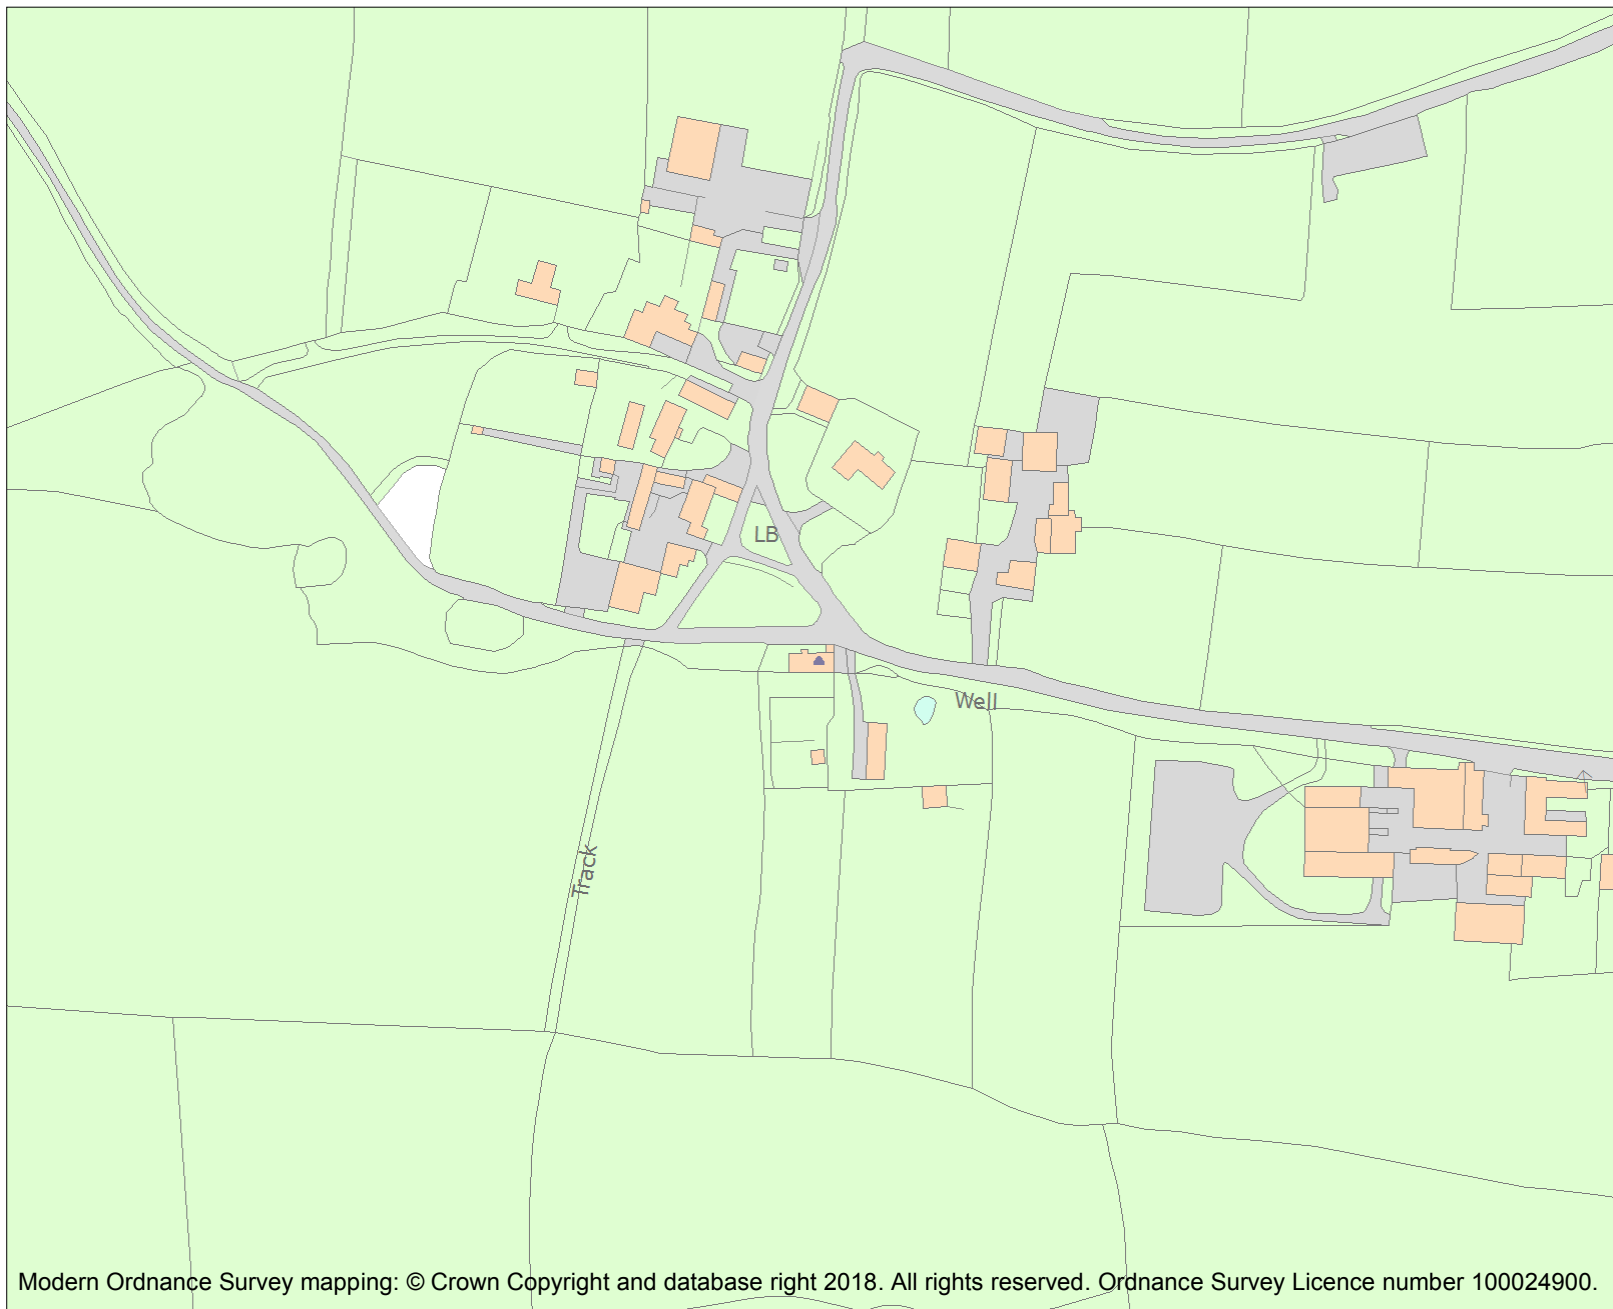 LB
Well
Track
Modern Ordnance Survey mapping: © Crown Copyright and database right 2018. All rights reserved. Ordnance Survey Licence number 100024900.